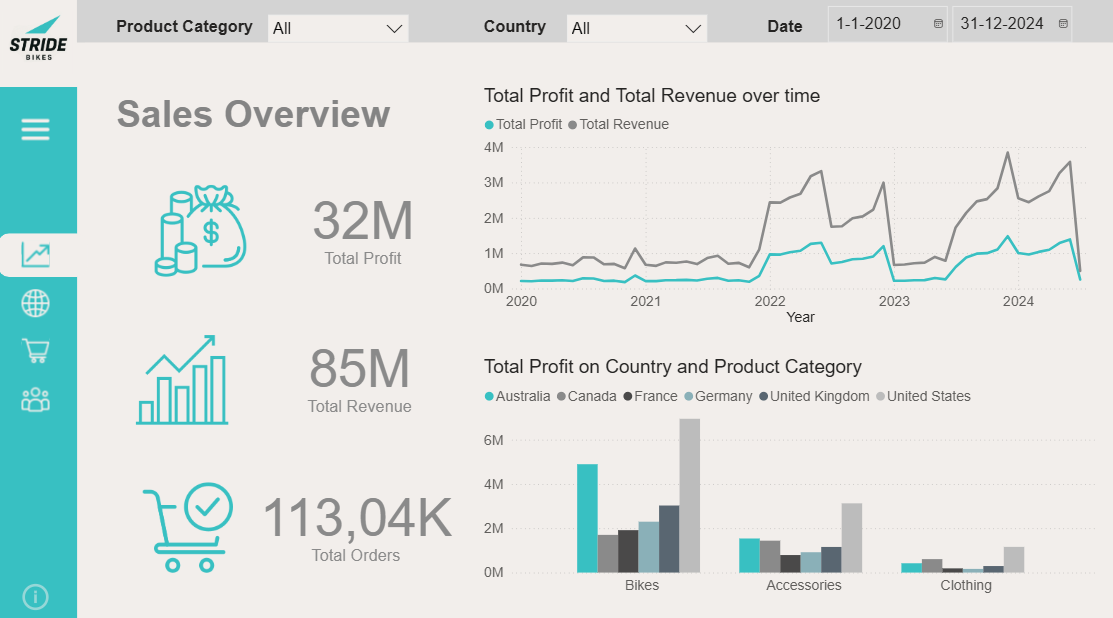 STRIDE
BIKES
Product Category All
Country All
Date 1-1-2020 31-12-2024
Sales Overview
$
32M
Total Profit
85M
Total Revenue
113,04K
Total Orders
Total Profit and Total Revenue over time
Total Profit Total Revenue
4M
3M
2M
1M
0M
2020 2021 2022 2023 2024
Year
Total Profit on Country and Product Category
Australia Canada France Germany United Kingdom United States
6M
4M
2M
0M
Bikes Accessories Clothing
i